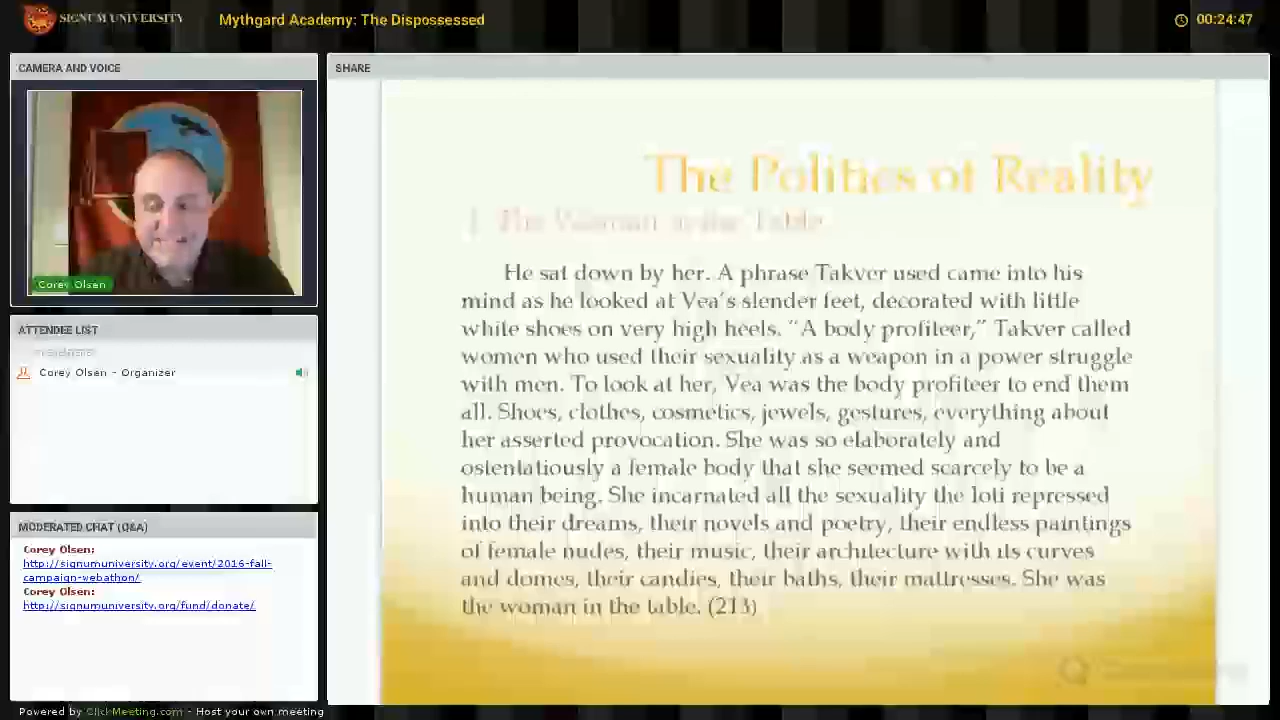 SIGNUM UNIVERSITY
Mythgard Academy: The Dispossessed
00:24:47
CAMERA AND VOICE
Corey Olsen
ATTENDEE LIST
Corey Olsen - Organizer
MODERATED CHAT (Q&A)
Corey Olsen:
http://signumuniversity.org/event/2016-fall-
campaign-webathon/
Corey Olsen:
http://signumuniversity.org/fund/donate/
SHARE
The Politics of Reality
The Woman in the Table
He sat down by her. A phrase Takver used came into his
mind as he looked at Vea's slender feet, decorated with little
white shoes on very high heels. "A body profiteer," Takver called
women who used their sexuality as a weapon in a power struggle
with men. To look at her, Vea was the body profiteer to end them
all. Shoes, clothes, cosmetics, jewels, gestures, everything about
her asserted provocation. She was so elaborately and
ostentatiously a female body that she seemed scarcely to be a
human being. She incarnated all the sexuality the Ioti repressed
into their dreams, their novels and poetry, their endless paintings
of female nudes, their music, their architecture with its curves
and domes, their candies, their baths, their mattresses. She was
the woman in the table. (213)
Powered by ClickMeeting.com - Host your own meeting